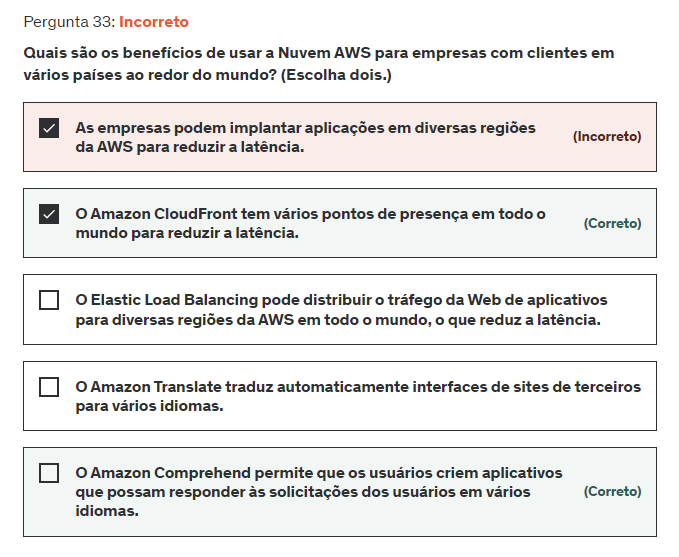 Pergunta 33: Incorreto
Quais são os benefícios de usar a Nuvem AWS para empresas com clientes em
vários países ao redor do mundo? (Escolha dois.)
As empresas podem implantar aplicações em diversas regiões
da AWS para reduzir a latência.
(Incorreto)
O Amazon CloudFront tem vários pontos de presença em todo o
mundo para reduzir a latência.
(Correto)
O Elastic Load Balancing pode distribuir o tráfego da Web de aplicativos
para diversas regiões da AWS em todo o mundo, o que reduz a latência.
O Amazon Translate traduz automaticamente interfaces de sites de terceiros
para vários idiomas.
O Amazon Comprehend permite que os usuários criem aplicativos
que possam responder às solicitações dos usuários em vários
idiomas.
(Correto)